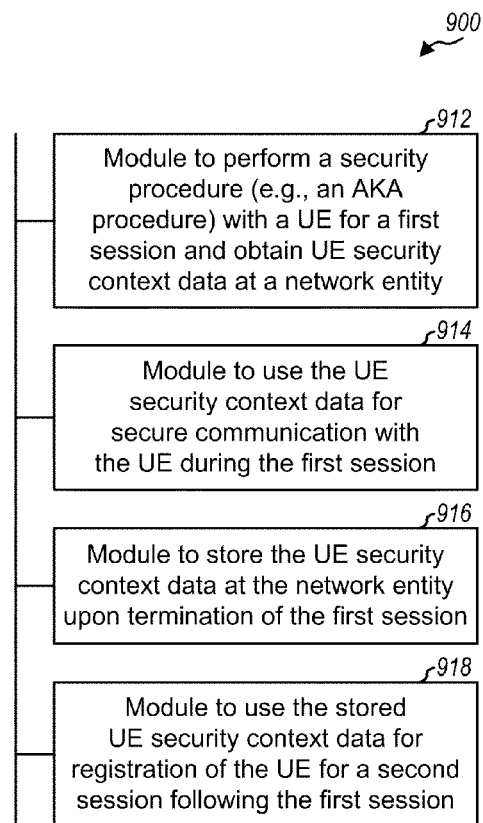 900
912
Module to perform a security
procedure (e.g., an AKA
procedure) with a UE for a first
session and obtain UE security
context data at a network entity
914
Module to use the UE
security context data for
secure communication with
the UE during the first session
916
Module to store the UE security
context data at the network entity
upon termination of the first session
918
Module to use the stored
UE security context data for
registration of the UE for a second
session following the first session